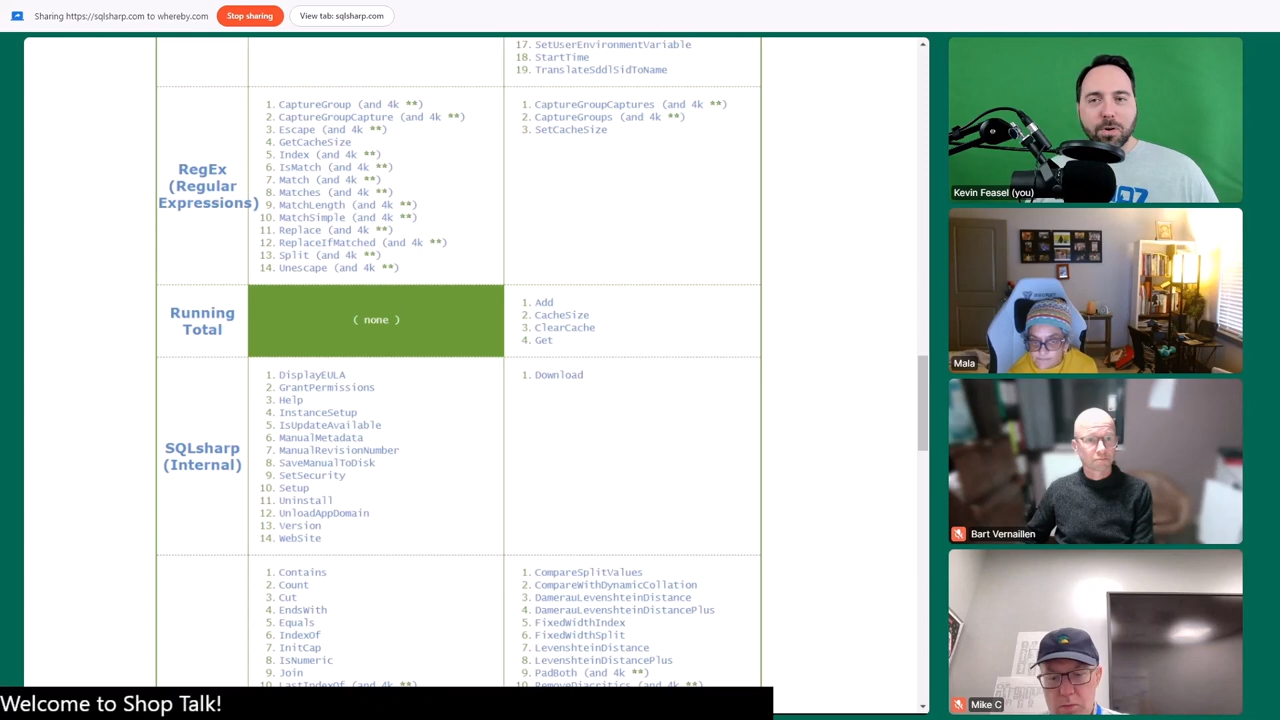 Sharing https://sqlsharp.com to whereby.com
Stop sharing
View tab: sqlsharp.com
17. SetUserEnvironmentVariable
18. StartTime
19. TranslateSddlSidToName
RegEx
(Regular
Expressions)
1. CaptureGroup (and 4k **)
2. CaptureGroupCapture (and 4k **)
3. Escape (and 4k **)
4. GetCacheSize
5. Index (and 4k **)
6. IsMatch (and 4k **)
7. Match (and 4k **)
8. Matches (and 4k **)
9. MatchLength (and 4k **)
10. MatchSimple (and 4k **)
11. Replace (and 4k **)
12. ReplaceIfMatched (and 4k **)
13. Split (and 4k **)
14. Unescape (and 4k **)
1. CaptureGroupCaptures (and 4k **)
2. CaptureGroups (and 4k **)
3. SetCacheSize
Running
Total
( none )
1. Add
2. CacheSize
3. ClearCache
4. Get
SQLsharp
(Internal)
1. DisplayEULA
2. GrantPermissions
3. Help
4. InstanceSetup
5. IsUpdateAvailable
6. ManualMetadata
7. ManualRevisionNumber
8. SaveManualToDisk
9. SetSecurity
10. Setup
11. Uninstall
12. UnloadAppDomain
13. Version
14. WebSite
1. Download
1. Contains
2. Count
3. Cut
4. EndsWith
5. Equals
6. IndexOf
7. InitCap
8. IsNumeric
9. Join
10. LastIndexOf (and 4k **)
1. CompareSplitValues
2. CompareWithDynamicCollation
3. DamerauLevenshteinDistance
4. DamerauLevenshteinDistancePlus
5. FixedWidthIndex
6. FixedWidthSplit
7. LevenshteinDistance
8. LevenshteinDistancePlus
9. PadBoth (and 4k **)
10. RemoveDiacritics (and 4k **)
Kevin Feasel (you)
Mala
Bart Vernaillen
Mike C
Welcome to Shop Talk!